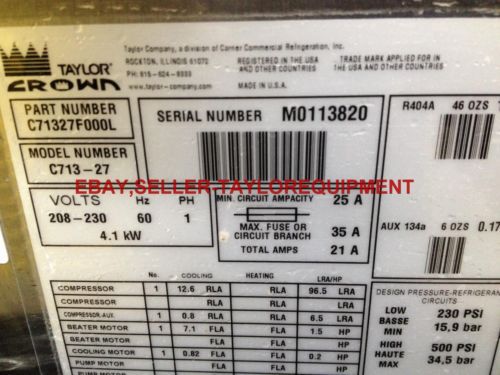 TAYLOR
CROWN
Taylor Company, a division of Carrier Commercial Refrigeration, Inc.
ROCKTON, ILLINOIS 61072 REGISTERED IN THE USA AND OTHER COUNTRIES TRADE MARK APPLIED FOR IN USA AND OTHER COUNTRIES
PH: 815-624-8333
www.taylor-company.com MADE IN U.S.A.
PART NUMBER
C71327F000L
SERIAL NUMBER M0113820
R404A 46 OZS
MODEL NUMBER
C713-27
EBAY,SELLER-TAYLOREQUIPMENT
VOLTS Hz PH
208-230 60 1
4.1 kW
MIN. CIRCUIT AMPACITY 25 A
MAX. FUSE OR
CIRCUIT BRANCH 35 A
TOTAL AMPS 21 A
AUX 134a 6 OZS 0.17
No. COOLING HEATING LRA/HP
COMPRESSOR 1 12.6 RLA RLA 96.5 LRA
COMPRESSOR RLA RLA LRA
COMPRESSOR-AUX. 1 0.8 RLA RLA 6.5 LRA
BEATER MOTOR 1 7.1 FLA FLA 1.5 HP
BEATER MOTOR FLA FLA HP
COOLING MOTOR 1 0.82 FLA FLA 0.2 HP
PUMP MOTOR FLA FLA HP
DESIGN PRESSURE-REFRIGERAN
CIRCUITS
LOW 230 PSI
BASSE
MIN 15,9 bar
HIGH 500 PSI
HAUTE
MAX 34,5 bar